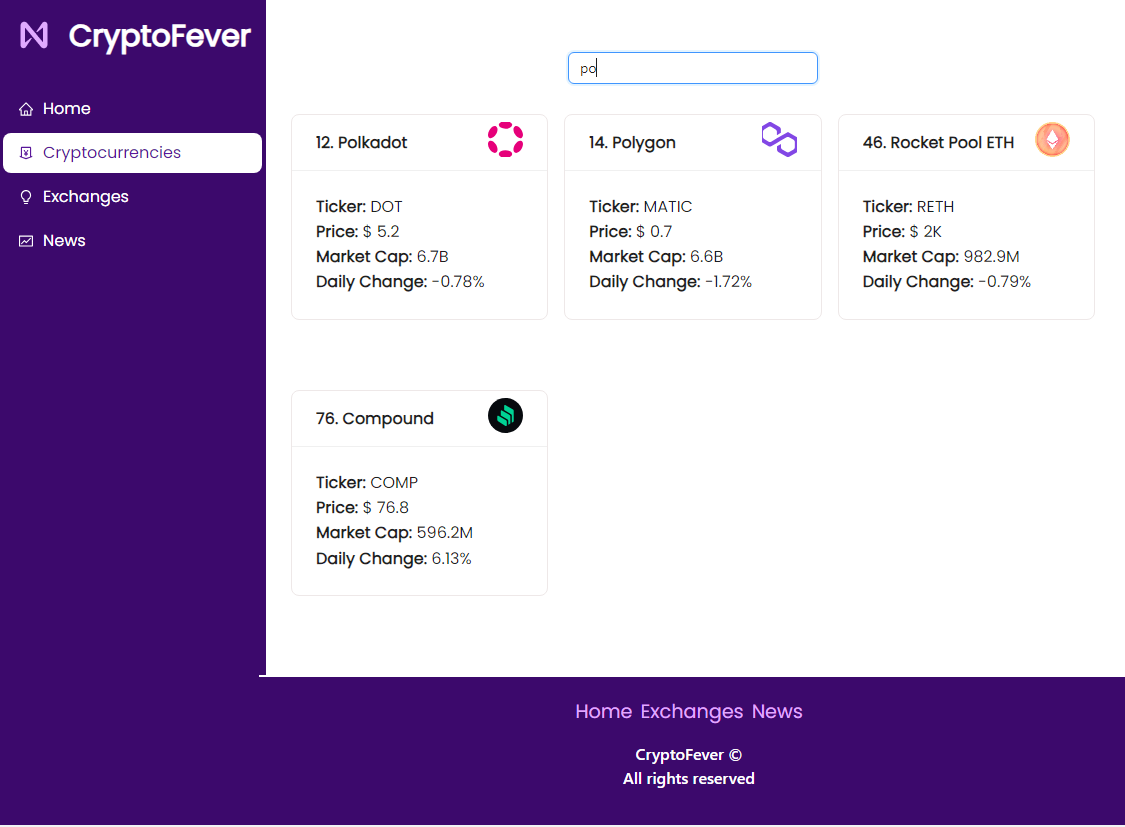 CryptoFever
Home
Cryptocurrencies
Exchanges
News
po
12. Polkadot
Ticker: DOT
Price: $ 5.2
Market Cap: 6.7B
Daily Change: -0.78%
14. Polygon
Ticker: MATIC
Price: $ 0.7
Market Cap: 6.6B
Daily Change: -1.72%
46. Rocket Pool ETH
Ticker: RETH
Price: $ 2K
Market Cap: 982.9M
Daily Change: -0.79%
76. Compound
Ticker: COMP
Price: $ 76.8
Market Cap: 596.2M
Daily Change: 6.13%
Home Exchanges News
CryptoFever ©
All rights reserved